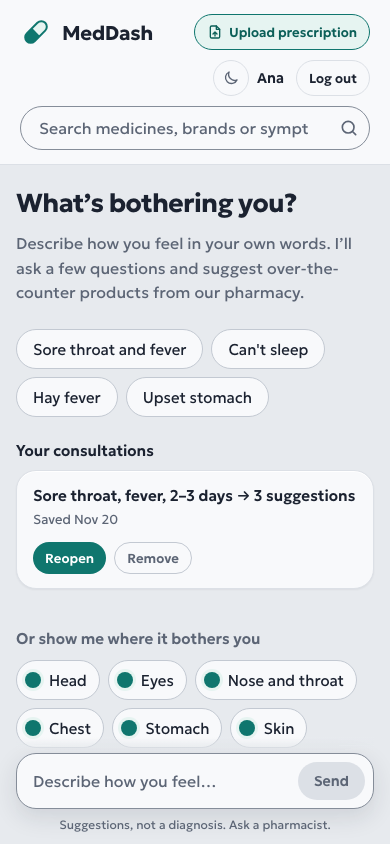 MedDash
Upload prescription
Ana
Log out
Search medicines, brands or sympt
What’s bothering you?
Describe how you feel in your own words. I’ll
ask a few questions and suggest over-the-
counter products from our pharmacy.
Sore throat and fever
Can't sleep
Hay fever
Upset stomach
Your consultations
Sore throat, fever, 2–3 days → 3 suggestions
Saved Nov 20
Reopen
Remove
Or show me where it bothers you
Head
Eyes
Nose and throat
Chest
Stomach
Skin
Describe how you feel…
Send
Suggestions, not a diagnosis. Ask a pharmacist.